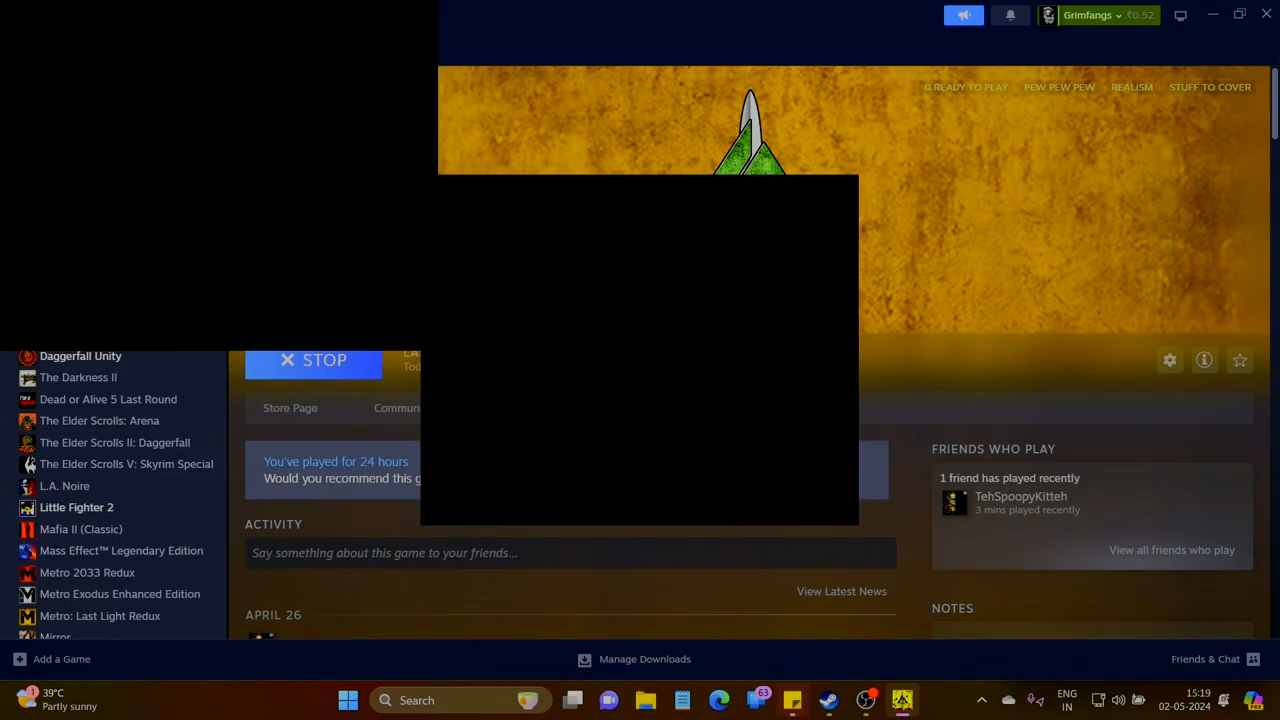 Grimfangs ₹0.52
0 READY TO PLAY PEW PEW PEW REALISM STUFF TO COVER
Daggerfall Unity
The Darkness II
Dead or Alive 5 Last Round
The Elder Scrolls: Arena
The Elder Scrolls II: Daggerfall
The Elder Scrolls V: Skyrim Special
L.A. Noire
Little Fighter 2
Mafia II (Classic)
Mass Effect™ Legendary Edition
Metro 2033 Redux
Metro Exodus Enhanced Edition
Metro: Last Light Redux
Mirror
STOP
Store Page
You've played for 24 hours
Would you recommend this
ACTIVITY
Say something about this game to your friends...
View Latest News
APRIL 26
FRIENDS WHO PLAY
1 friend has played recently
TehSpoopyKitteh
3 mins played recently
View all friends who play
NOTES
Add a Game Manage Downloads Friends & Chat
1
39°C
Partly sunny
Search
63
ENG
IN
15:19
02-05-2024